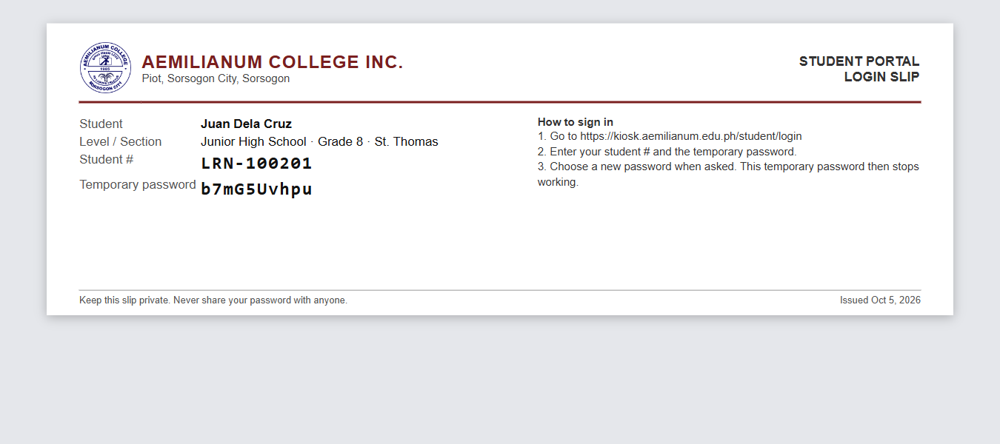 AEMILIANUM COLLEGE
1985
SORSOGON CITY
AEMILIANUM COLLEGE INC.
Piot, Sorsogon City, Sorsogon
STUDENT PORTAL
LOGIN SLIP
Student Juan Dela Cruz
Level / Section Junior High School · Grade 8 · St. Thomas
Student # LRN-100201
Temporary password b7mG5Uvhpu
How to sign in
1. Go to https://kiosk.aemilianum.edu.ph/student/login
2. Enter your student # and the temporary password.
3. Choose a new password when asked. This temporary password then stops
working.
Keep this slip private. Never share your password with anyone.
Issued Oct 5, 2026